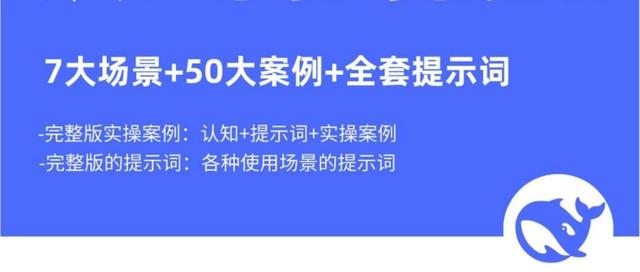 7大场景+50大案例+全套提示词
-完整版实操案例：认知+提示词+实操案例
-完整版的提示词：各种使用场景的提示词